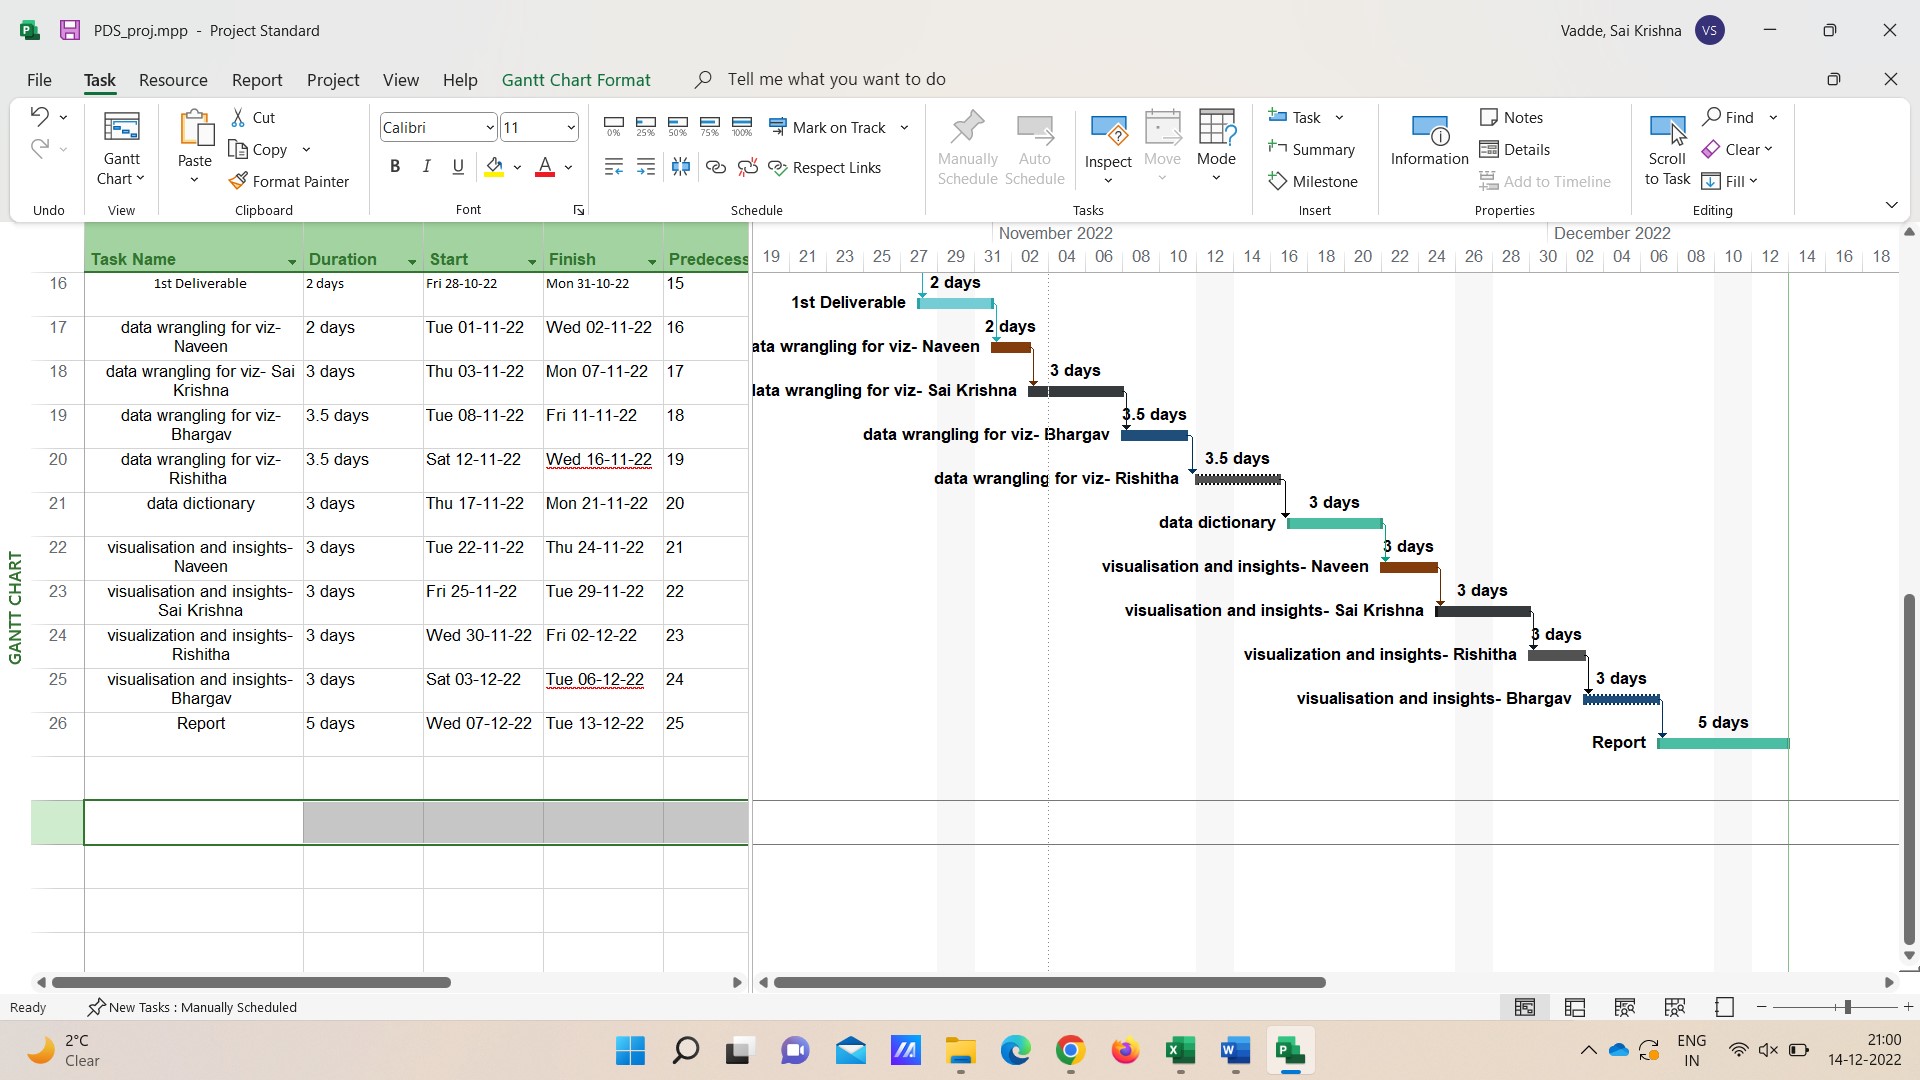 PDS_proj.mpp - Project Standard
Vadde, Sai Krishna VS
File Task Resource Report Project View Help Gantt Chart Format Tell me what you want to do
Undo
Gantt Chart
View
Paste
Cut
Copy
Format Painter
Clipboard
Calibri 11
B I U A
Font
0% 25% 50% 75% 100%
Mark on Track
Respect Links
Schedule
Manually Schedule
Auto Schedule
Inspect
Move
Mode
Tasks
Task
Summary
Milestone
Insert
Information
Notes
Details
Add to Timeline
Properties
Scroll to Task
Find
Clear
Fill
Editing
GANTT CHART
Task Name Duration Start Finish Predecess
16 1st Deliverable 2 days Fri 28-10-22 Mon 31-10-22 15
17 data wrangling for viz- Naveen 2 days Tue 01-11-22 Wed 02-11-22 16
18 data wrangling for viz- Sai Krishna 3 days Thu 03-11-22 Mon 07-11-22 17
19 data wrangling for viz- Bhargav 3.5 days Tue 08-11-22 Fri 11-11-22 18
20 data wrangling for viz- Rishitha 3.5 days Sat 12-11-22 Wed 16-11-22 19
21 data dictionary 3 days Thu 17-11-22 Mon 21-11-22 20
22 visualisation and insights- Naveen 3 days Tue 22-11-22 Thu 24-11-22 21
23 visualisation and insights- Sai Krishna 3 days Fri 25-11-22 Tue 29-11-22 22
24 visualization and insights- Rishitha 3 days Wed 30-11-22 Fri 02-12-22 23
25 visualisation and insights- Bhargav 3 days Sat 03-12-22 Tue 06-12-22 24
26 Report 5 days Wed 07-12-22 Tue 13-12-22 25
November 2022 December 2022
19 21 23 25 27 29 31 02 04 06 08 10 12 14 16 18 20 22 24 26 28 30 02 04 06 08 10 12 14 16 18
2 days
1st Deliverable
2 days
ata wrangling for viz- Naveen
3 days
data wrangling for viz- Sai Krishna
3.5 days
data wrangling for viz- Bhargav
3.5 days
data wrangling for viz- Rishitha
3 days
data dictionary
3 days
visualisation and insights- Naveen
3 days
visualisation and insights- Sai Krishna
3 days
visualization and insights- Rishitha
3 days
visualisation and insights- Bhargav
5 days
Report
Ready New Tasks : Manually Scheduled
2°C
Clear
ENG
IN
21:00
14-12-2022